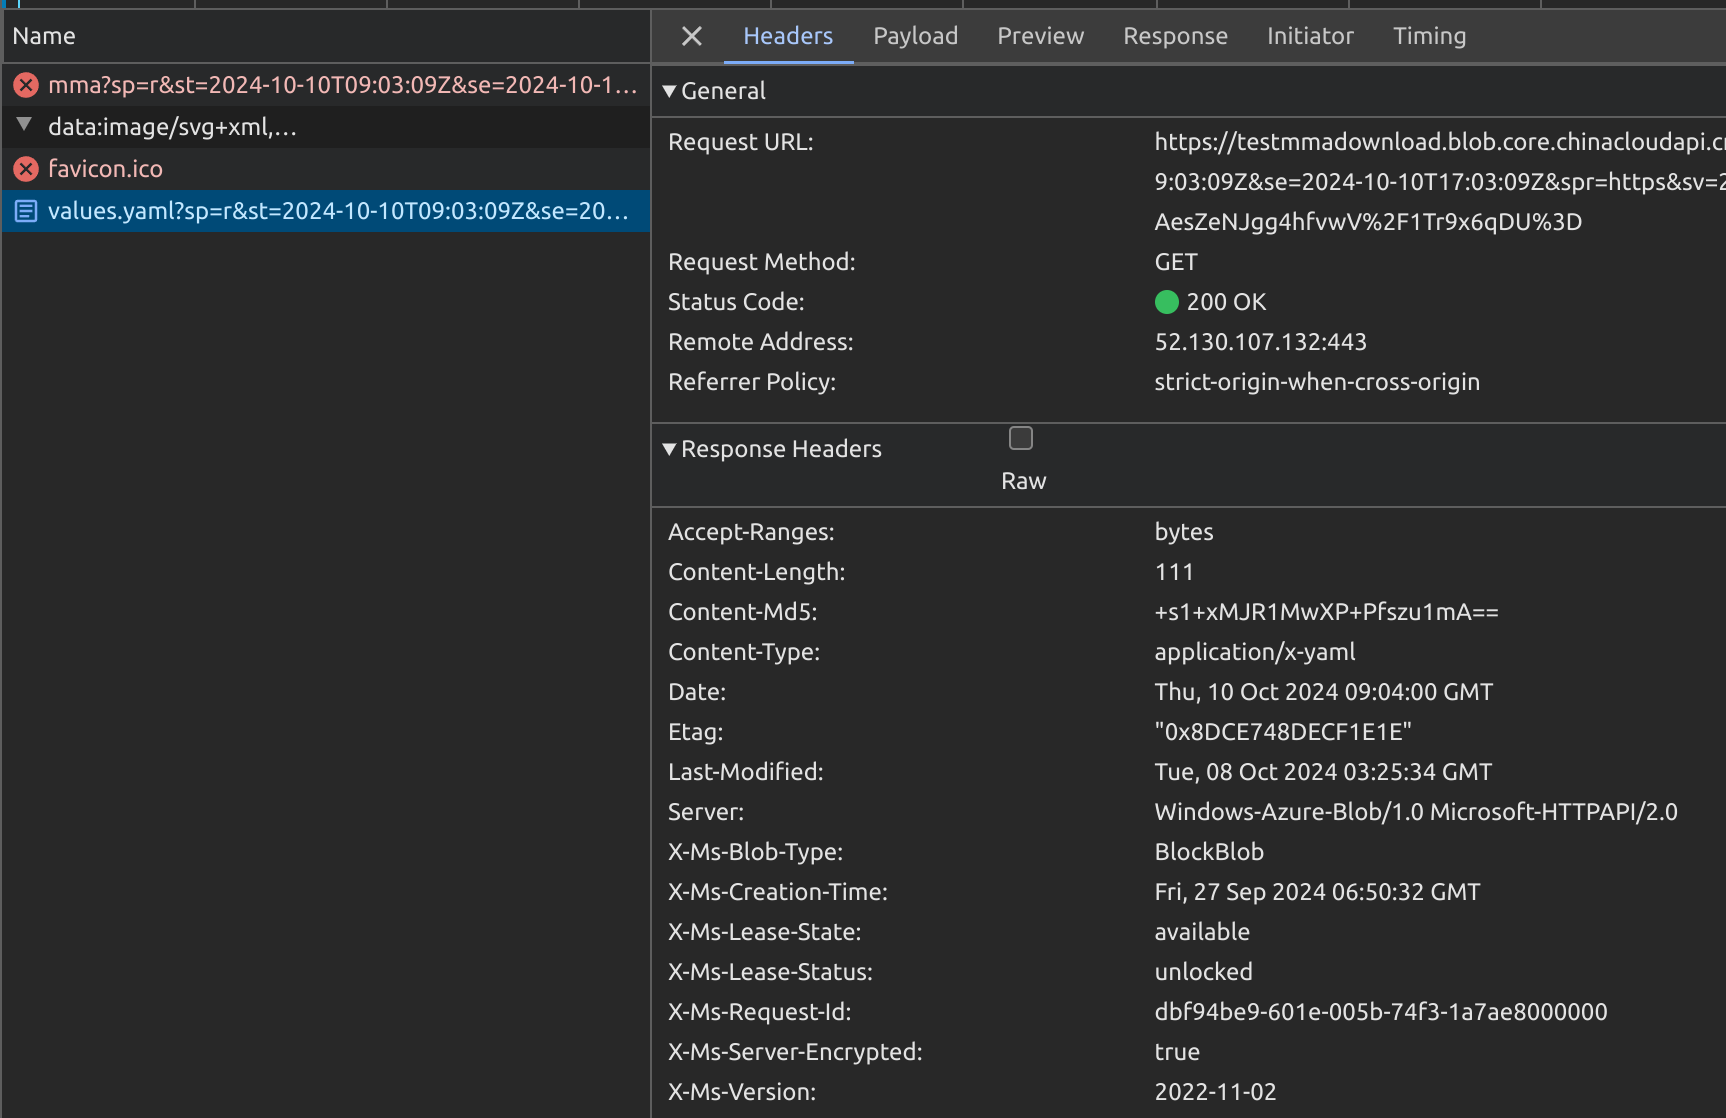 Name
Headers Payload Preview Response Initiator Timing
mma?sp=r&st=2024-10-10T09:03:09Z&se=2024-10-1...
data:image/svg+xml,...
favicon.ico
values.yaml?sp=r&st=2024-10-10T09:03:09Z&se=20...
General
Request URL: https://testmmadownload.blob.core.chinacloudapi.cn
9:03:09Z&se=2024-10-10T17:03:09Z&spr=https&sv=2
AesZeNJgg4hfvwV%2F1Tr9x6qDU%3D
Request Method: GET
Status Code: 200 OK
Remote Address: 52.130.107.132:443
Referrer Policy: strict-origin-when-cross-origin
Response Headers
Raw
Accept-Ranges: bytes
Content-Length: 111
Content-Md5: +s1+xMJR1MwXP+Pfszu1mA==
Content-Type: application/x-yaml
Date: Thu, 10 Oct 2024 09:04:00 GMT
Etag: "0x8DCE748DECF1E1E"
Last-Modified: Tue, 08 Oct 2024 03:25:34 GMT
Server: Windows-Azure-Blob/1.0 Microsoft-HTTPAPI/2.0
X-Ms-Blob-Type: BlockBlob
X-Ms-Creation-Time: Fri, 27 Sep 2024 06:50:32 GMT
X-Ms-Lease-State: available
X-Ms-Lease-Status: unlocked
X-Ms-Request-Id: dbf94be9-601e-005b-74f3-1a7ae8000000
X-Ms-Server-Encrypted: true
X-Ms-Version: 2022-11-02